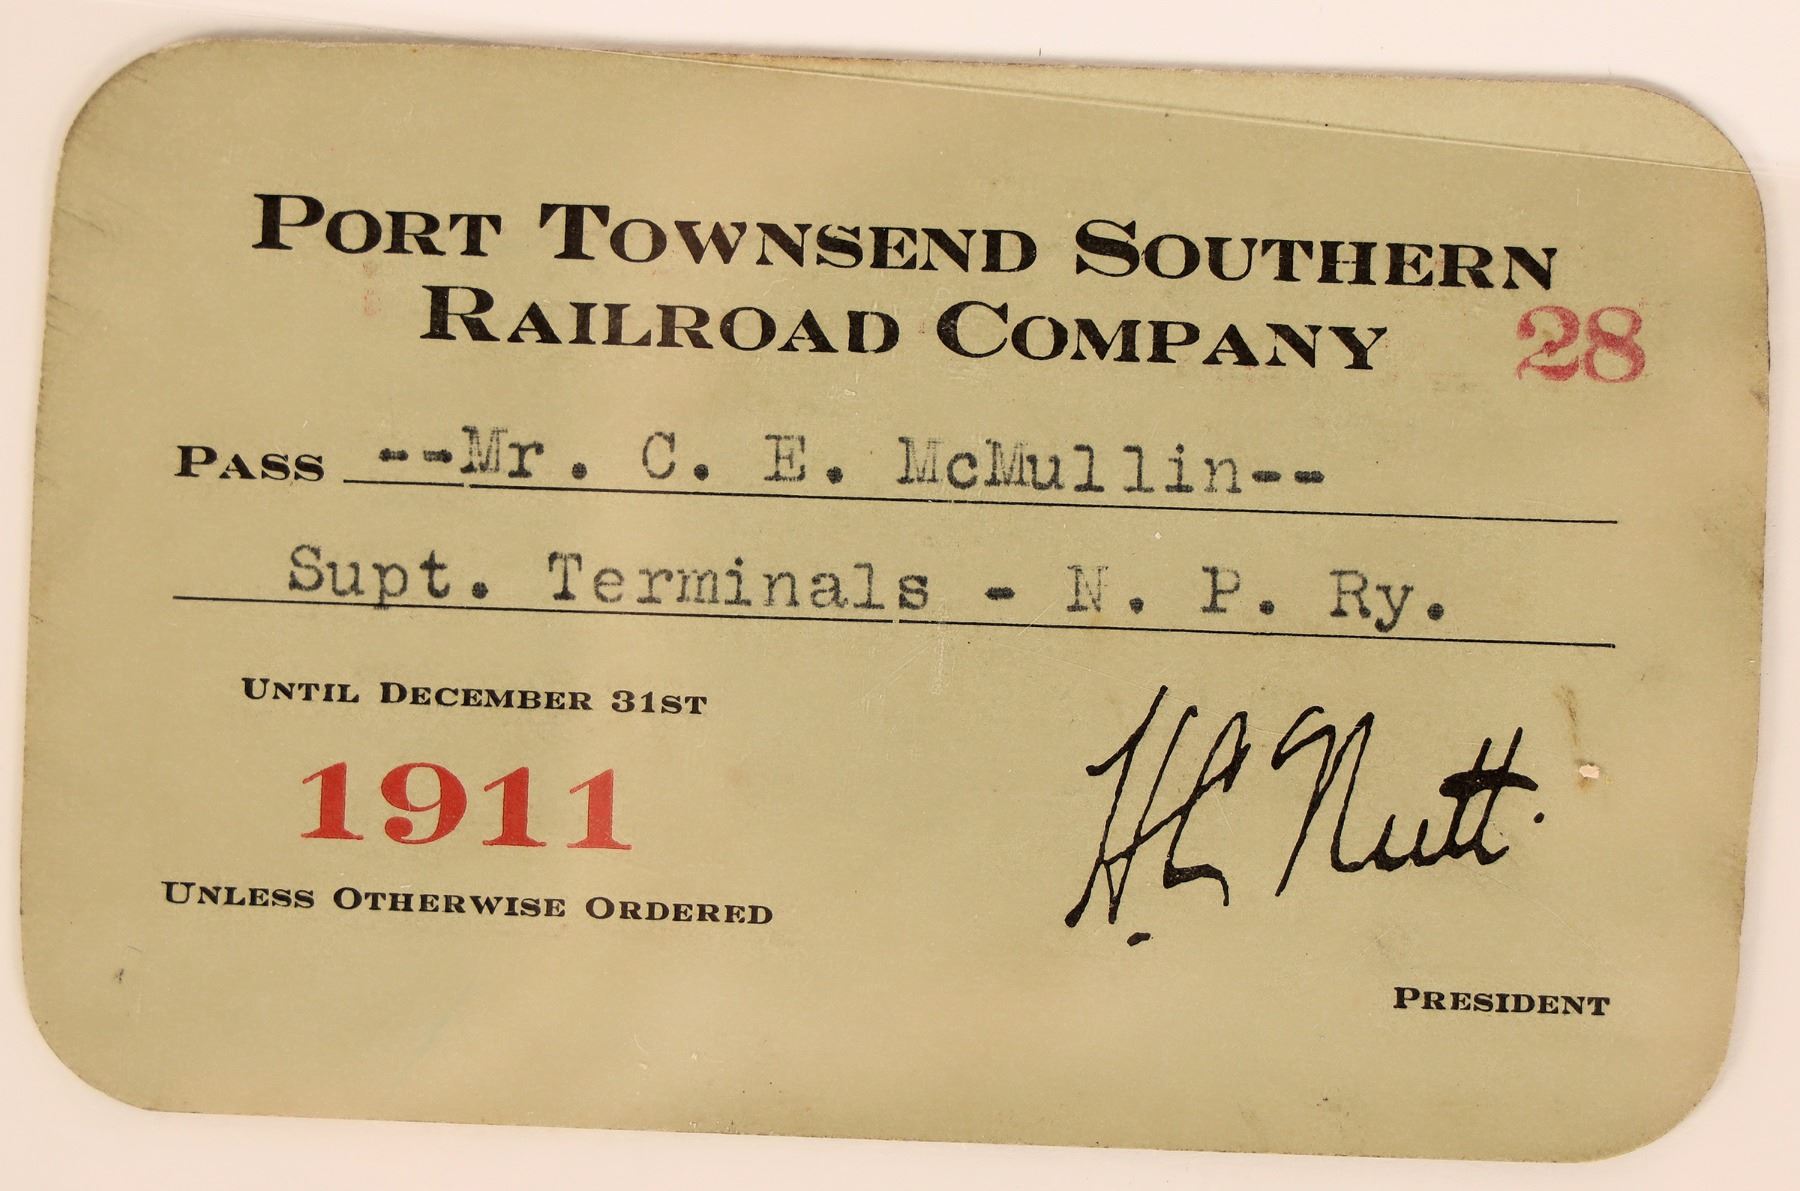 PORT TOWNSEND SOUTHERN
RAILROAD COMPANY 28
PASS --Mr. C. E. McMullin--
Supt. Terminals - N. P. Ry.
UNTIL DECEMBER 31ST
1911
UNLESS OTHERWISE ORDERED
H C Nutt.
PRESIDENT